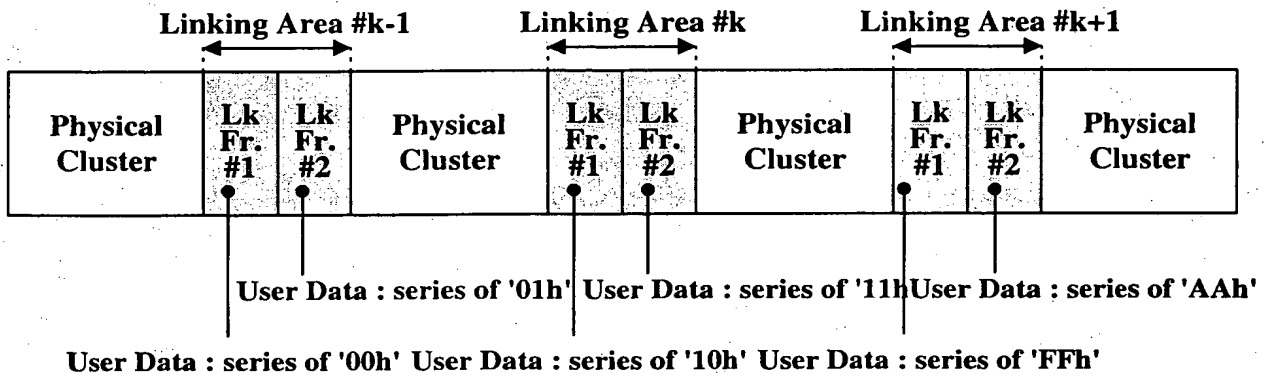 Linking Area #k-1 Linking Area #k Linking Area #k+1
Physical Cluster
Lk Fr. #1
Lk Fr. #2
Physical Cluster
Lk Fr. #1
Lk Fr. #2
Physical Cluster
Lk Fr. #1
Lk Fr. #2
Physical Cluster
User Data : series of '01h' User Data : series of '11h User Data : series of 'AAh'
User Data : series of '00h' User Data : series of '10h' User Data : series of 'FFh'